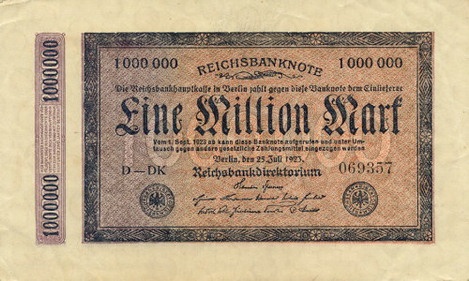 1000000
1000000
1 000 000 1 000 000
REICHSBANKNOTE
Die Reichsbankhauptkasse in Berlin zahlt gegen diese Banknote dem Einlieferer
Eine Million Mark
Vom 1. Sept. 1923 ab kann diese Banknote aufgerufen und unter Um-
tausch gegen andere gesetzliche Zahlungsmittel eingezogen werden
Berlin, den 25 Juli 1923.
D–DK Reichsbankdirektorium 069357